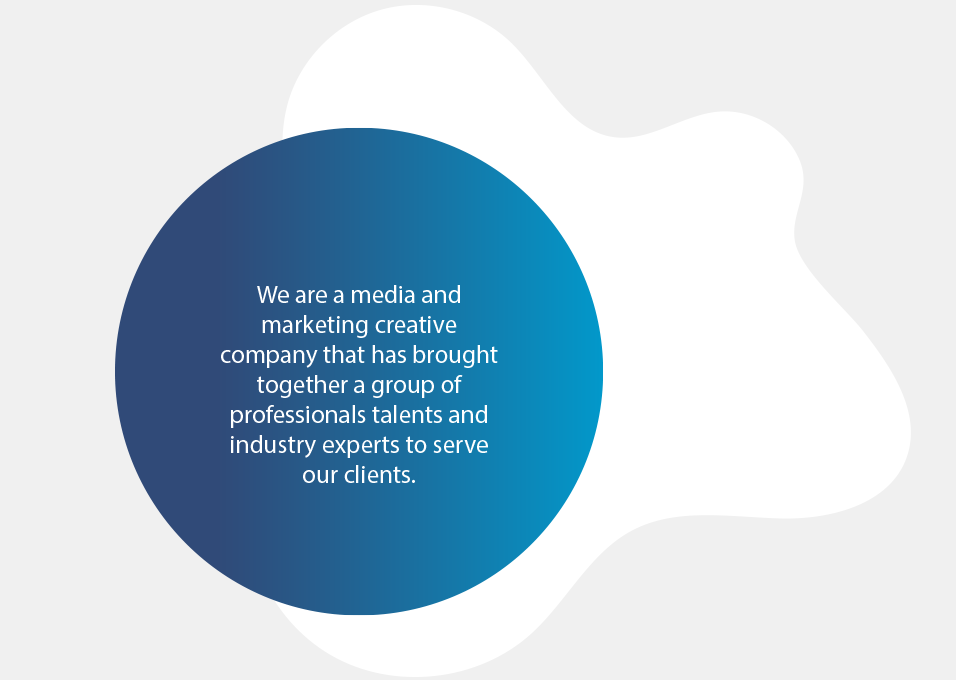 We are a media and
marketing creative
company that has brought
together a group of
professionals talents and
industry experts to serve
our clients.